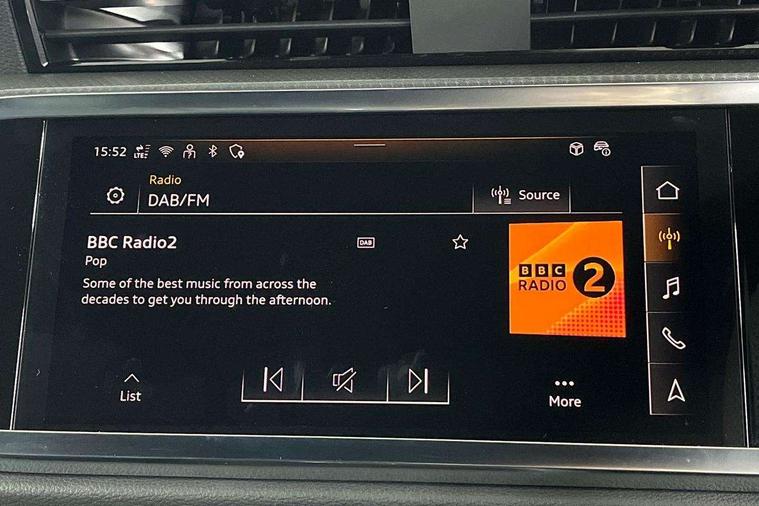 15:52 LTE
Radio
DAB/FM
Source
BBC Radio2
DAB
Pop
Some of the best music from across the
decades to get you through the afternoon.
BBC
RADIO 2
List
More